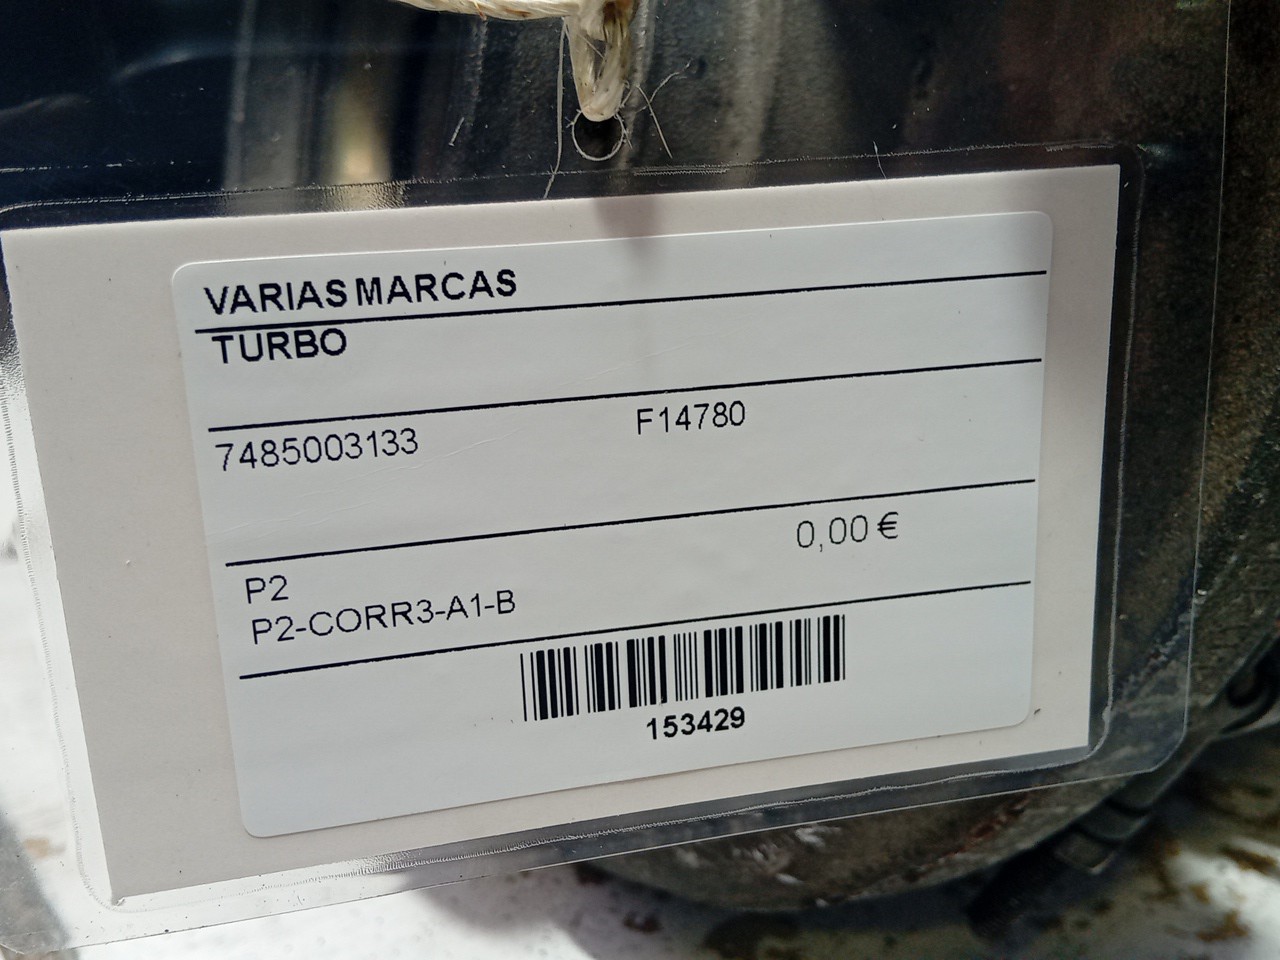 VARIAS MARCAS
TURBO
7485003133 F14780
0,00 €
P2
P2-CORR3-A1-B
153429